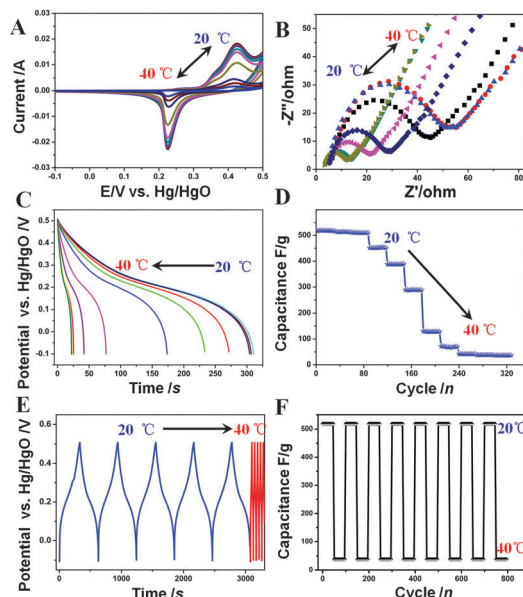 A
20 ℃
40 ℃
0.03
0.02
0.01
0.00
-0.01
-0.02
-0.03
0.0 0.1 0.2 0.3 0.4 0.5
Current /A
E/V vs. Hg/HgO
B
40 ℃
20 ℃
50
40
30
20
10
0
0 20 40 60 80
-Z''/ohm
Z'/ohm
C
40 ℃
20 ℃
0.5
0.4
0.3
0.2
0.1
0.0
-0.1
0 50 100 150 200 250 300
Potential vs. Hg/HgO /V
Time /s
D
20 ℃
40 ℃
600
500
400
300
200
100
0
0 80 160 240 320
Capacitance F/g
Cycle /n
E
20 ℃
40 ℃
0.6
0.4
0.2
0.0
0 1000 2000 3000
Potential vs. Hg/HgO /V
Time /s
F
20℃
40℃
500
400
300
200
100
0
0 200 400 600 800
Capacitance F/g
Cycle /n